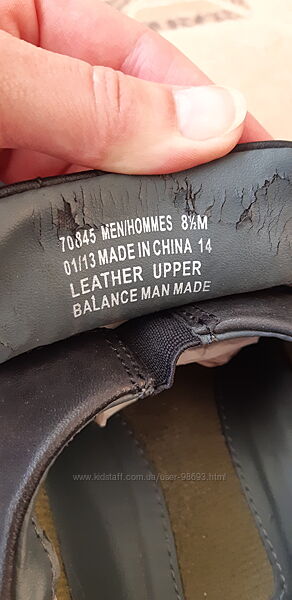 70845 MEN/HOMMES 8½M
01/13 MADE IN CHINA 14
LEATHER UPPER
BALANCE MAN MADE
www.kidstaff.com.ua/user-98693.html